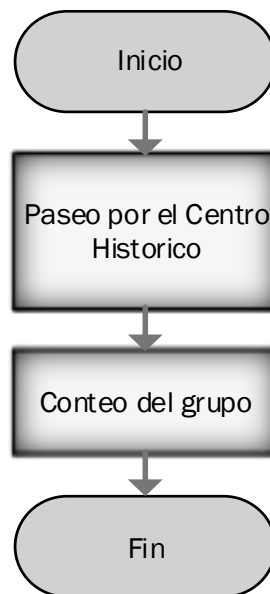 Inicio
Paseo por el Centro
Historico
Conteo del grupo
Fin